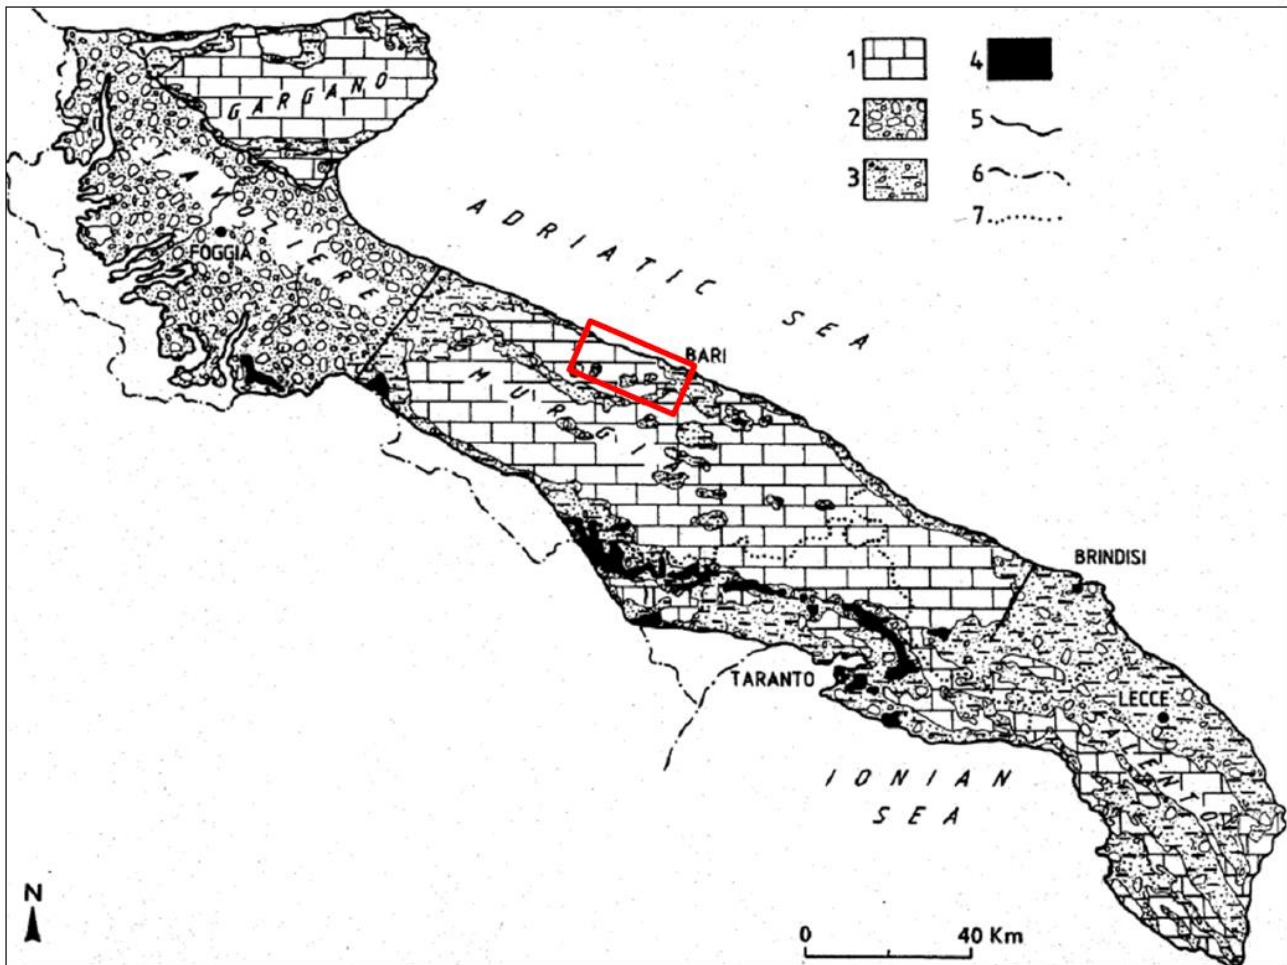 GARGANO
1
4
2
5
3
6
7
TAVOLIERE
FOGGIA
ADRIATIC SEA
BARI
MURGIA
BRINDISI
TARANTO
LECCE
SALENTO
IONIAN
SEA
N
0 40 Km